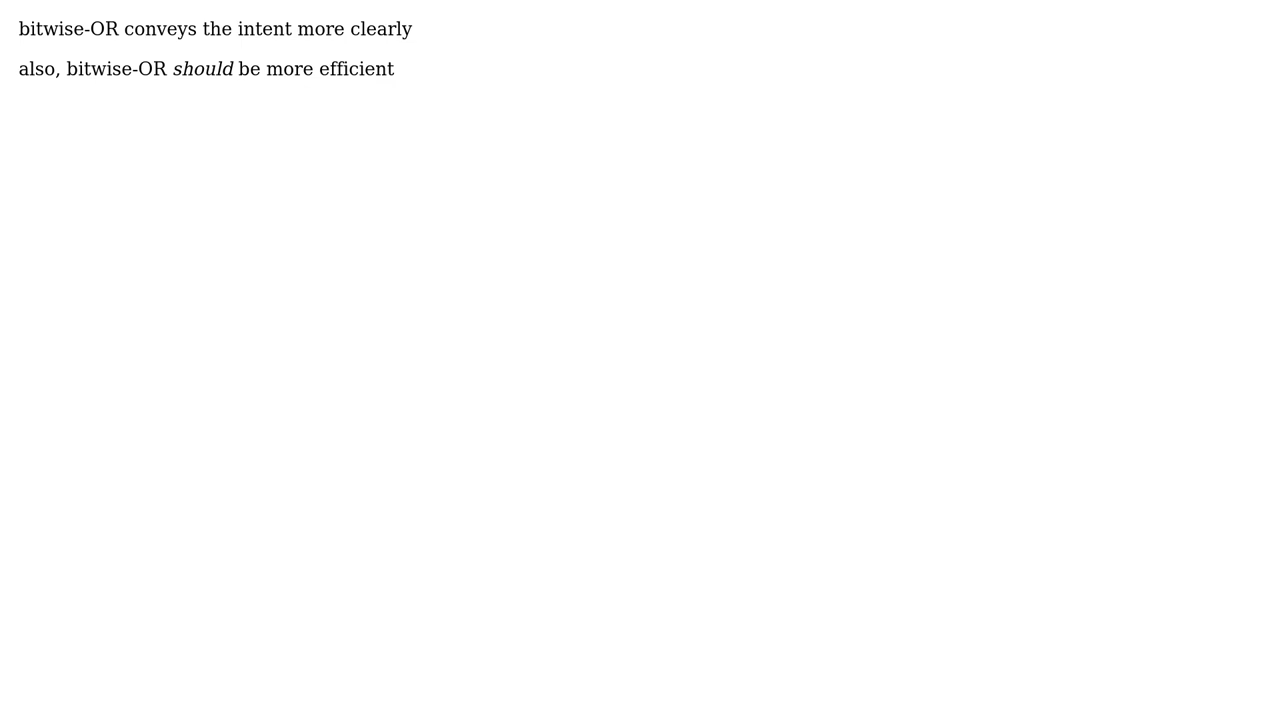 bitwise-OR conveys the intent more clearly
also, bitwise-OR should be more efficient